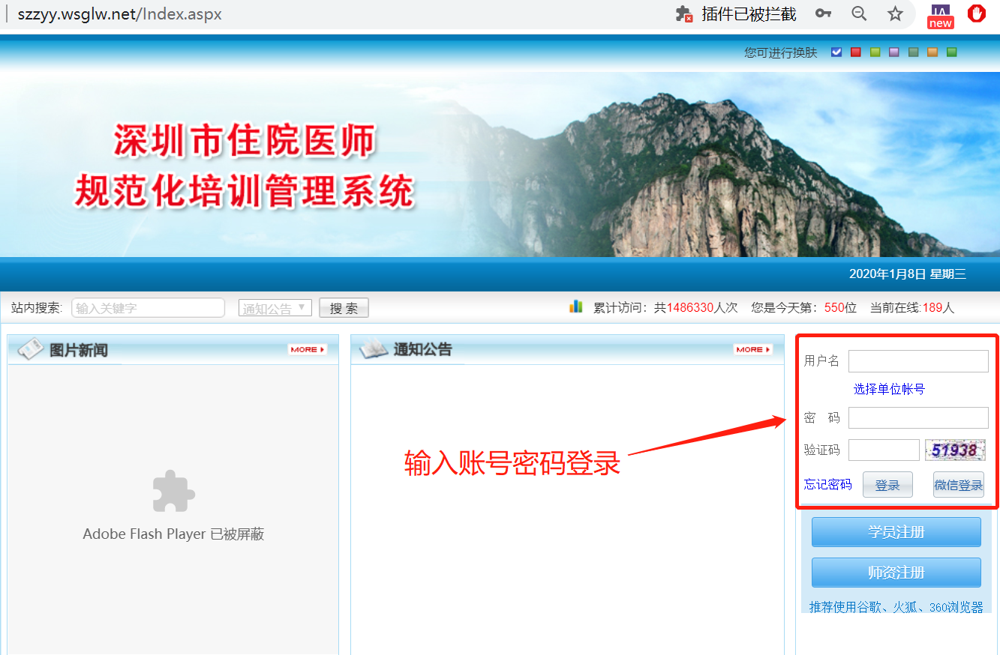 szzyy.wsglw.net/Index.aspx
插件已被拦截
new
您可进行换肤
深圳市住院医师
规范化培训管理系统
2020年1月8日 星期三
站内搜索: 输入关键字 通知公告 搜 索 累计访问：共1486330人次 您是今天第：550位 当前在线:189人
图片新闻 MORE
通知公告 MORE
用户名
选择单位帐号
密 码
验证码 51938
忘记密码 登录 微信登录
输入账号密码登录
Adobe Flash Player 已被屏蔽
学员注册
师资注册
推荐使用谷歌、火狐、360浏览器